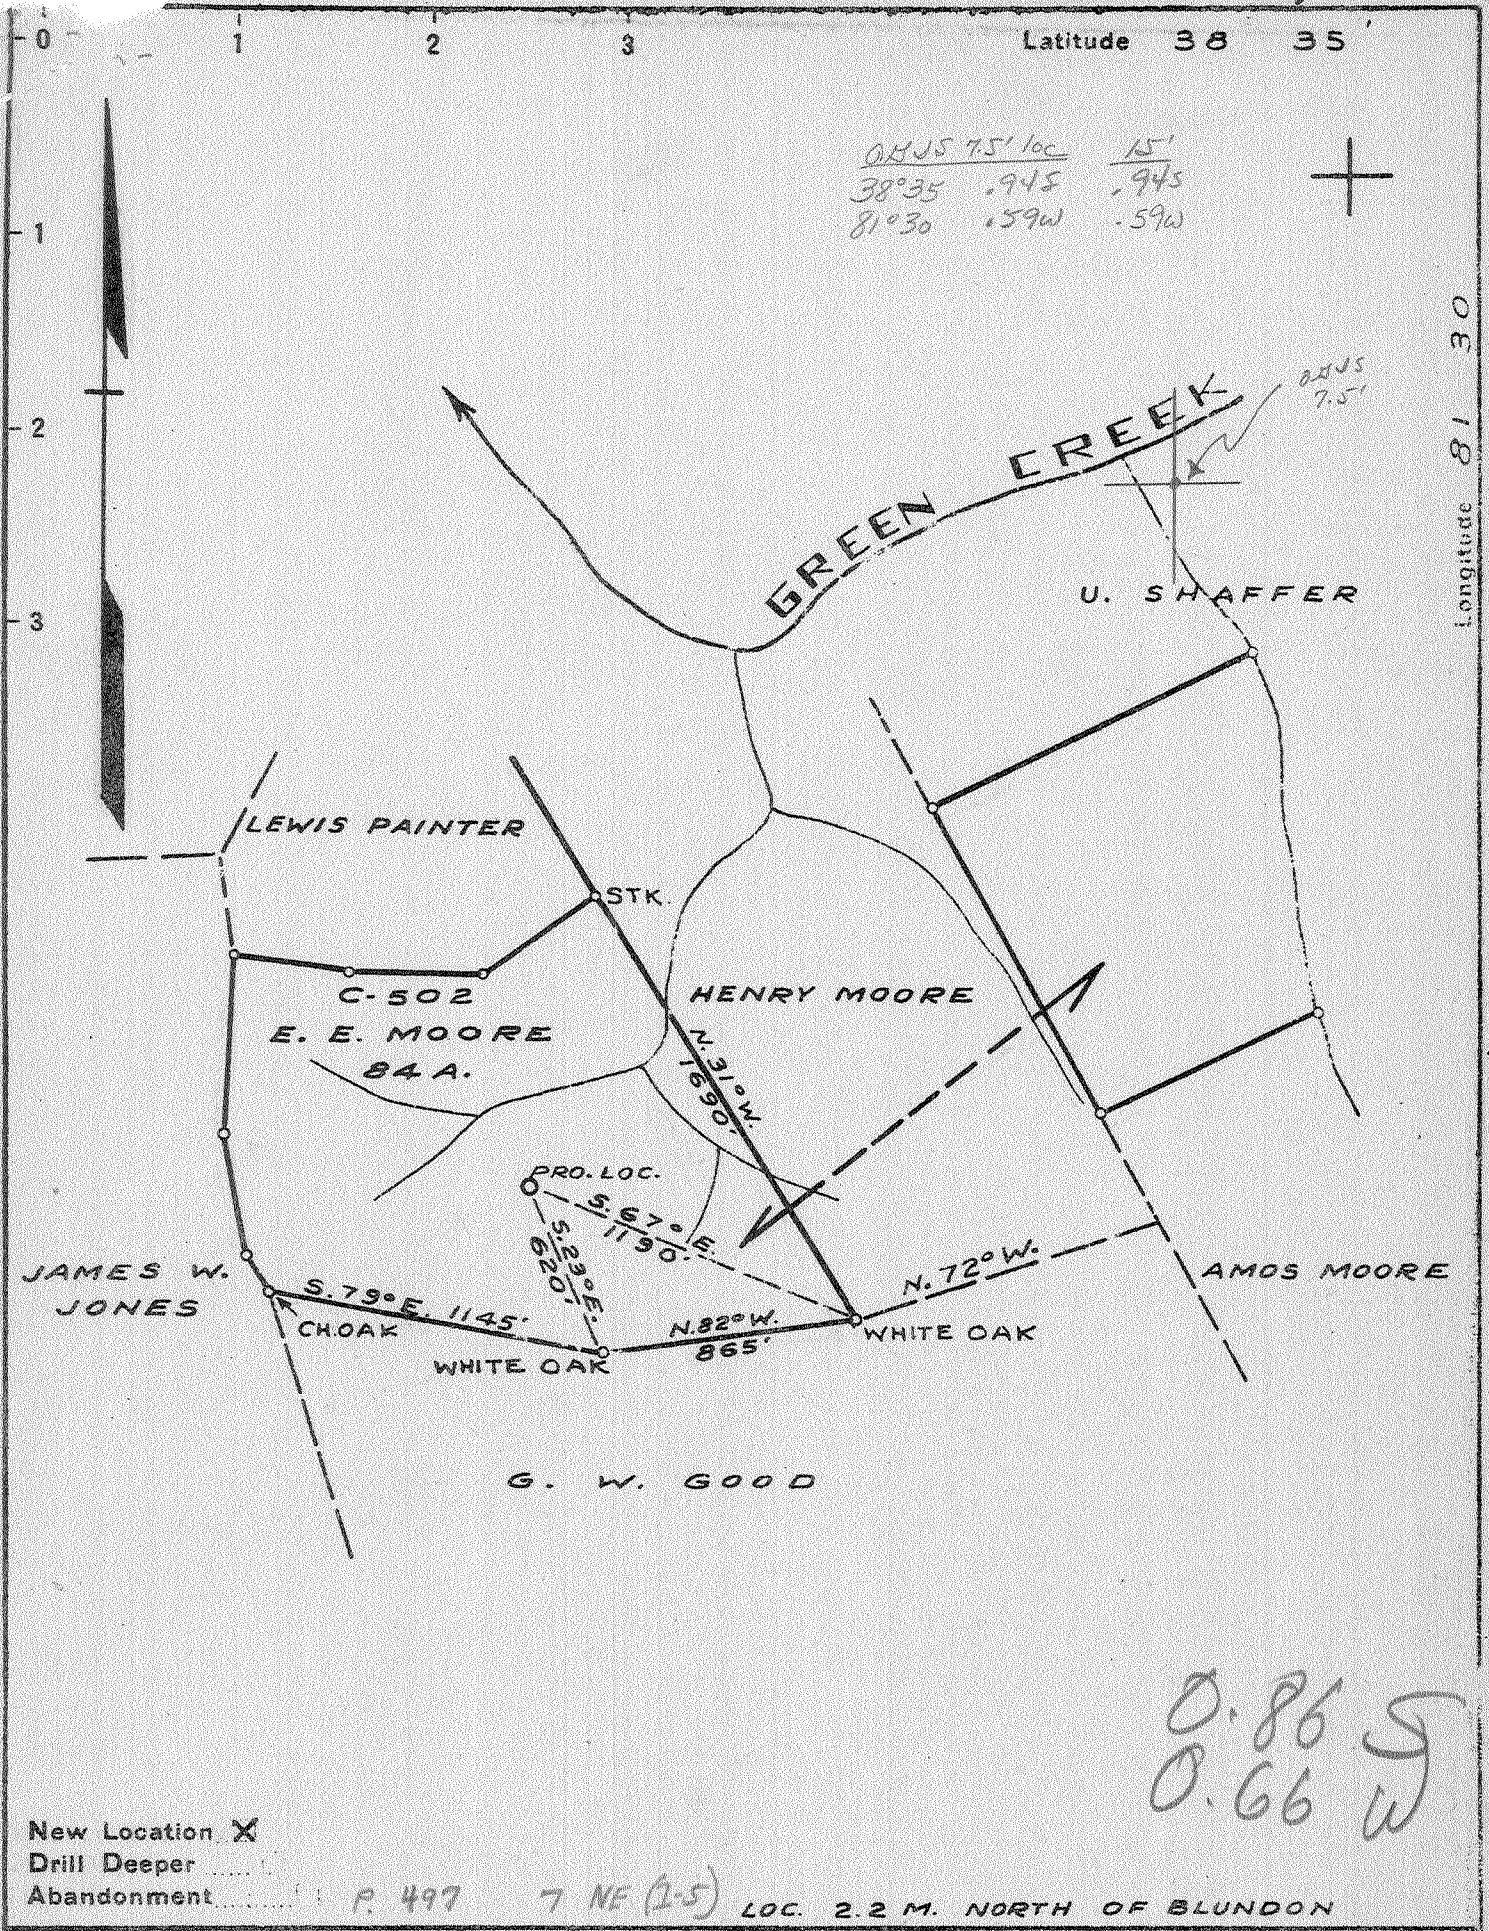 0 1 2 3 Latitude 38 35'
7.5' loc 15'
38°35 .94S .94S
81°30 .59W .59W
1
2
3
Longitude 81 30
7.5'
GREEN CREEK
U. SHAFFER
LEWIS PAINTER
STK.
C-502
E. E. MOORE
84 A.
HENRY MOORE
N. 31° W.
1690'
PRO. LOC.
S. 67° E.
1190'
S. 23° E.
620'
JAMES W.
JONES
S. 79° E. 1145'
CH. OAK
WHITE OAK
N. 82° W.
865'
WHITE OAK
N. 72° W.
AMOS MOORE
G. W. GOOD
0.86 S
0.66 W
New Location X
Drill Deeper
Abandonment
P. 497 7 NE (2-5)
LOC. 2.2 M. NORTH OF BLUNDON